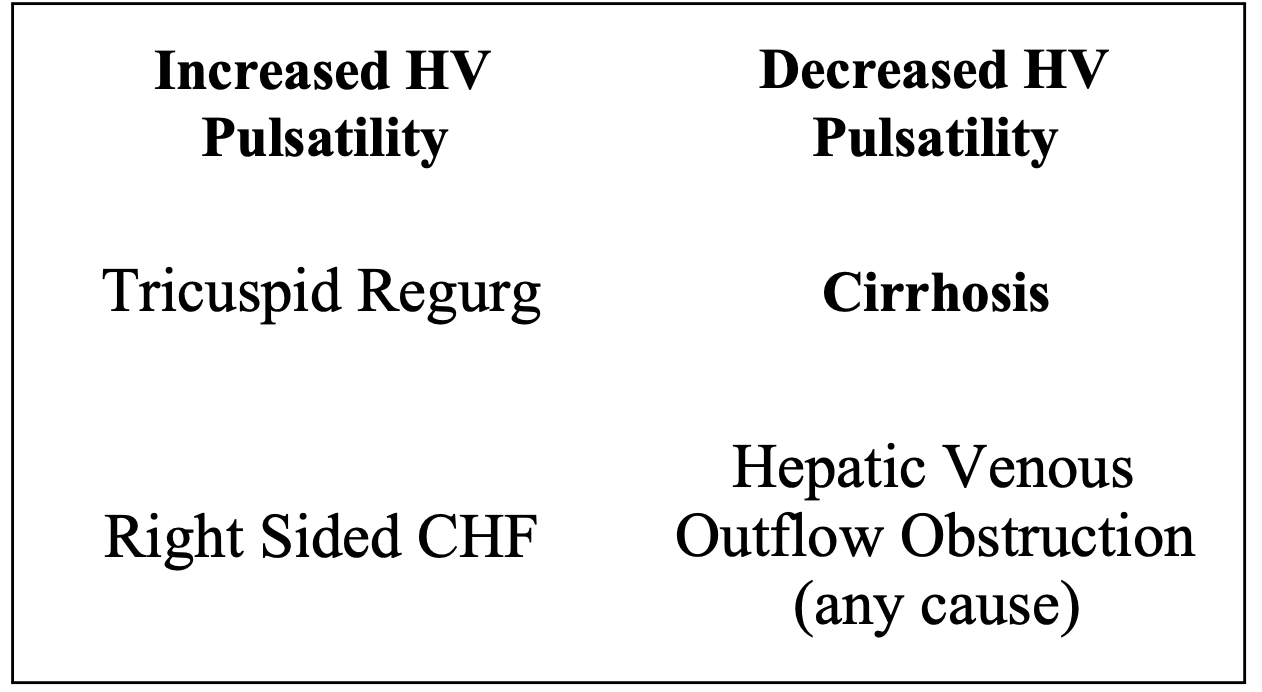 Increased HV
Pulsatility
Decreased HV
Pulsatility
Tricuspid Regurg
Cirrhosis
Right Sided CHF
Hepatic Venous
Outflow Obstruction
(any cause)